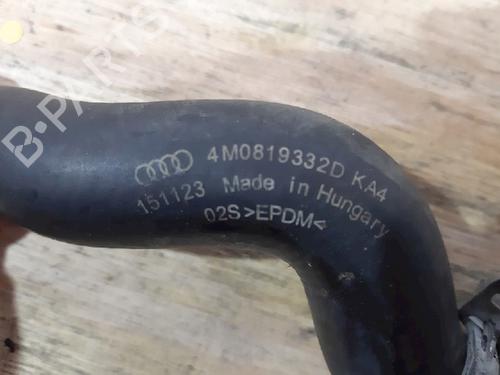 B-PARTS
4M0819332D KA4
151123 Made in Hungary
02S>EPDM<